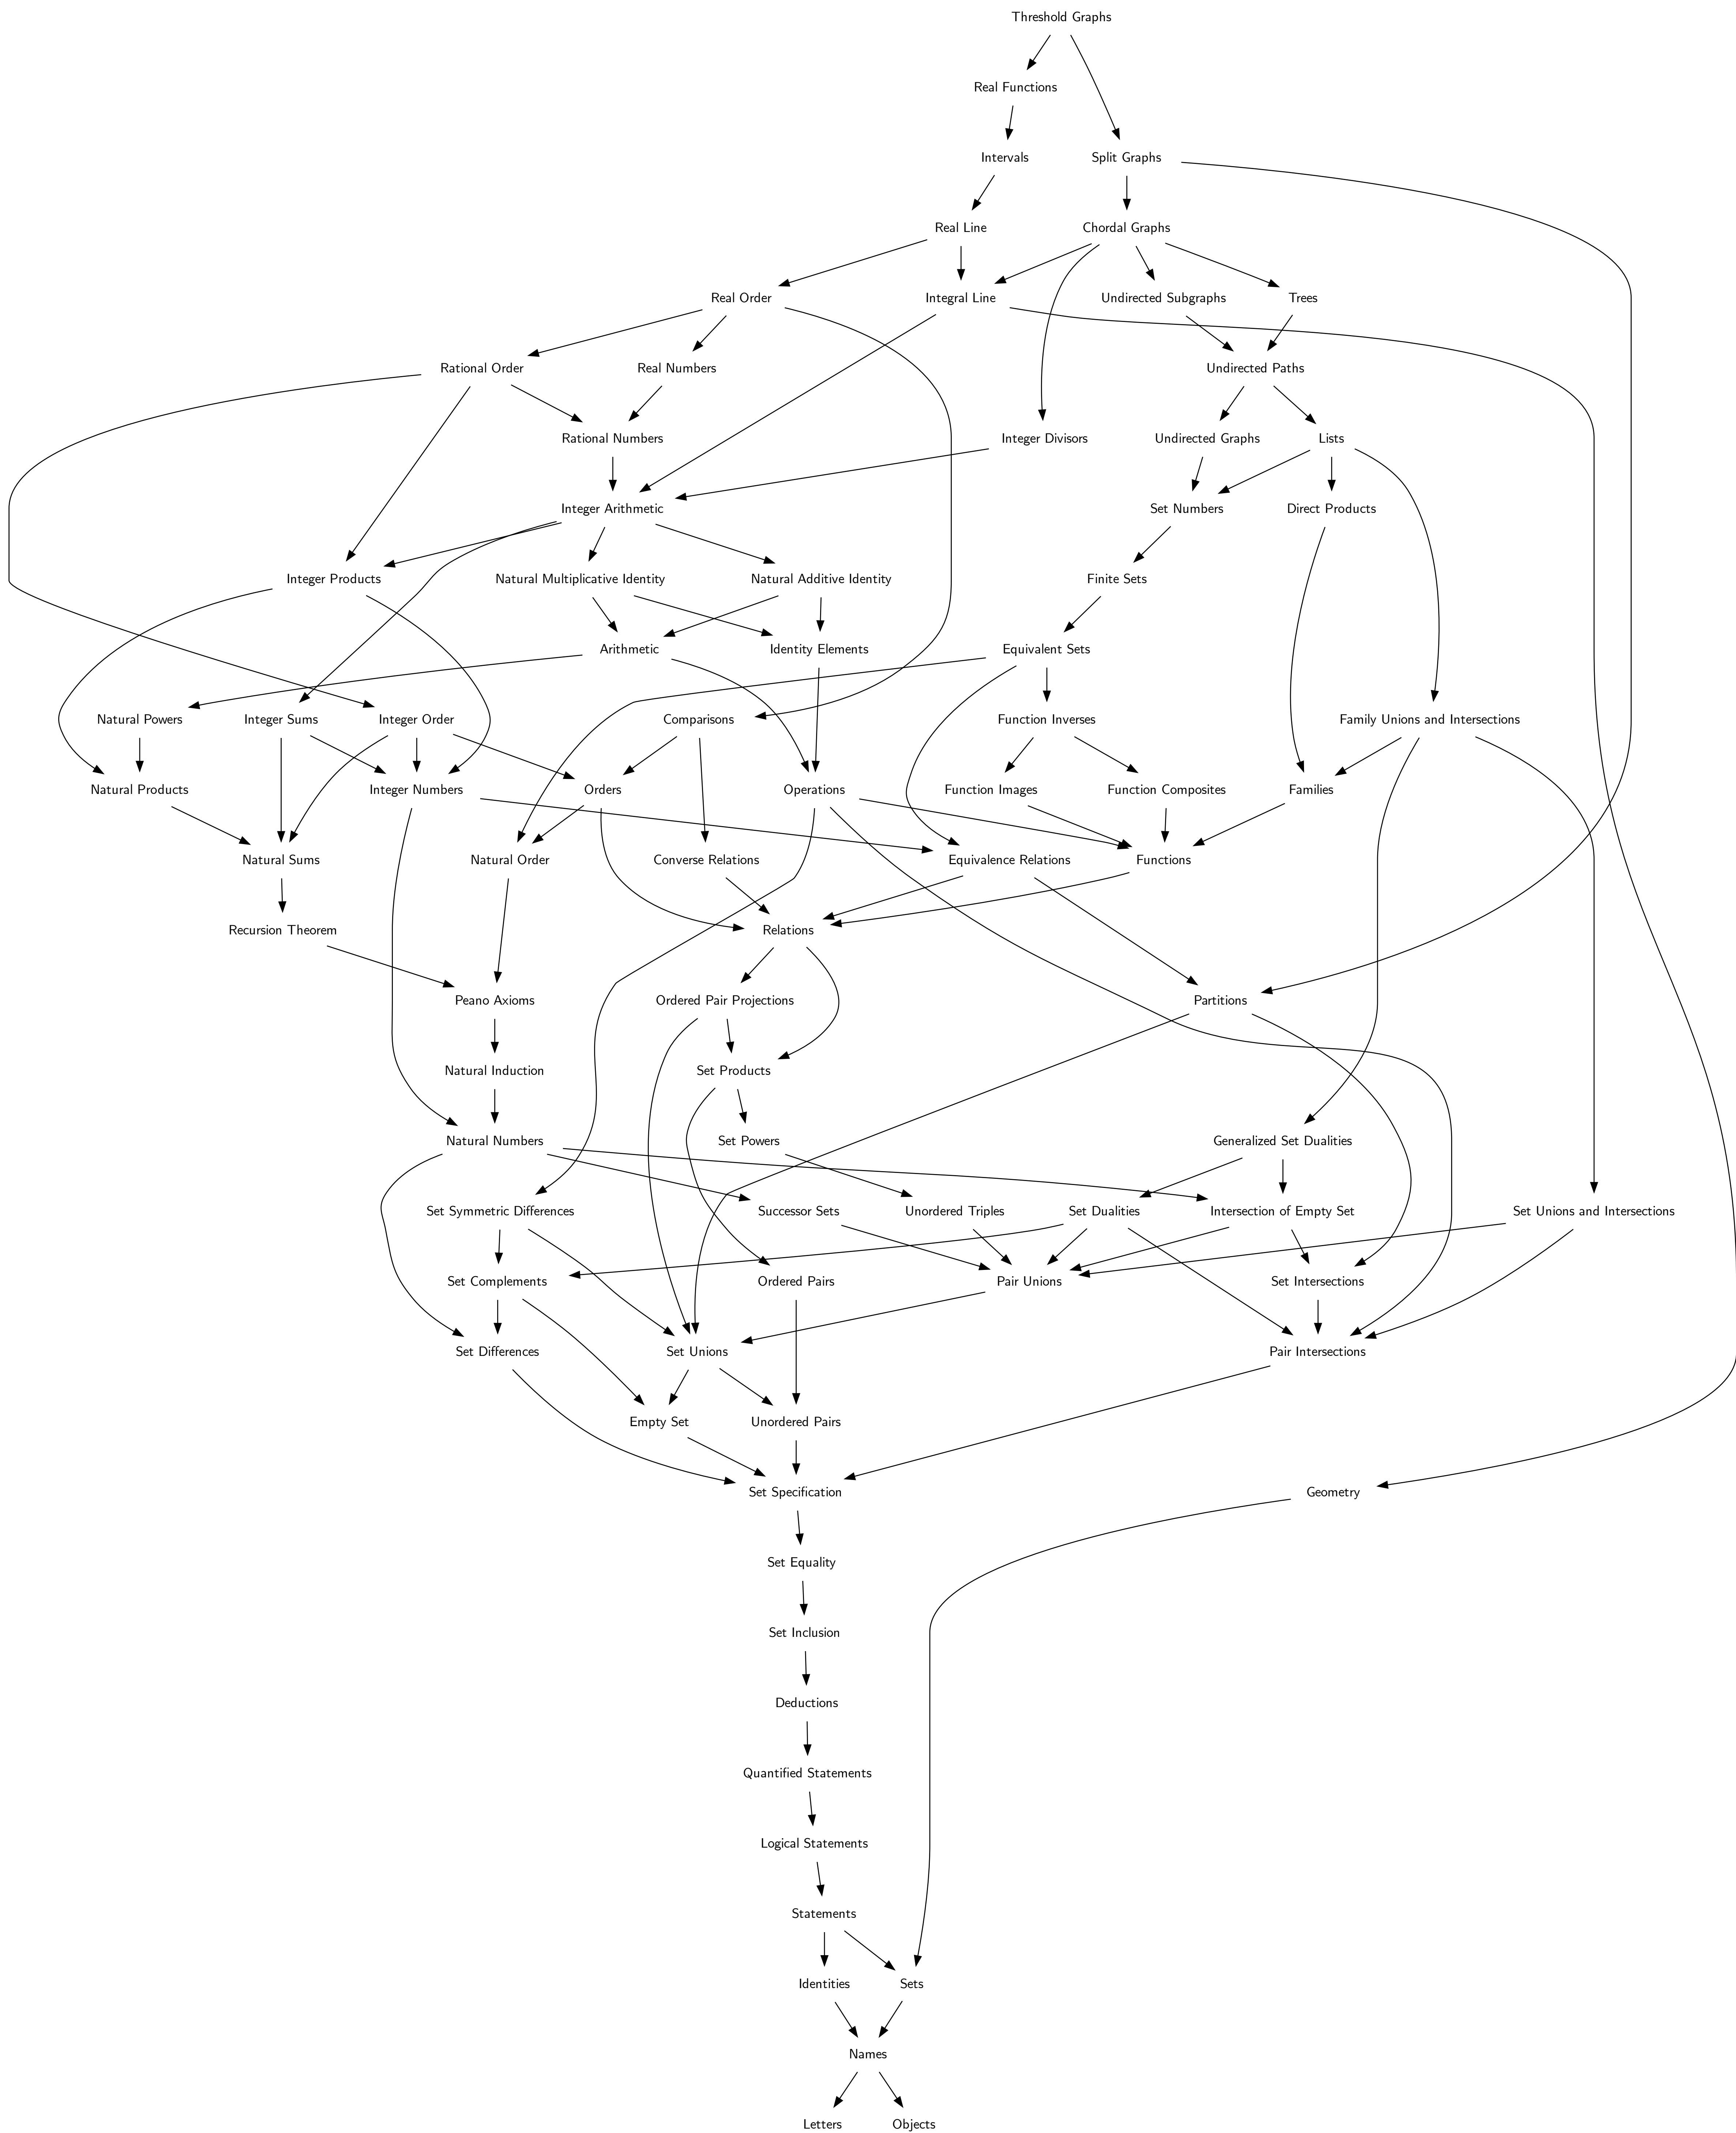 Threshold Graphs
Real Functions
Intervals
Split Graphs
Real Line
Chordal Graphs
Real Order
Integral Line
Undirected Subgraphs
Trees
Rational Order
Real Numbers
Undirected Paths
Rational Numbers
Integer Divisors
Undirected Graphs
Lists
Integer Arithmetic
Set Numbers
Direct Products
Integer Products
Natural Multiplicative Identity
Natural Additive Identity
Finite Sets
Arithmetic
Identity Elements
Equivalent Sets
Natural Powers
Integer Sums
Integer Order
Comparisons
Function Inverses
Family Unions and Intersections
Natural Products
Integer Numbers
Orders
Operations
Function Images
Function Composites
Families
Natural Sums
Natural Order
Converse Relations
Equivalence Relations
Functions
Recursion Theorem
Relations
Peano Axioms
Ordered Pair Projections
Partitions
Natural Induction
Set Products
Natural Numbers
Set Powers
Generalized Set Dualities
Set Symmetric Differences
Successor Sets
Unordered Triples
Set Dualities
Intersection of Empty Set
Set Unions and Intersections
Set Complements
Ordered Pairs
Pair Unions
Set Intersections
Set Differences
Set Unions
Pair Intersections
Empty Set
Unordered Pairs
Set Specification
Geometry
Set Equality
Set Inclusion
Deductions
Quantified Statements
Logical Statements
Statements
Identities
Sets
Names
Letters
Objects